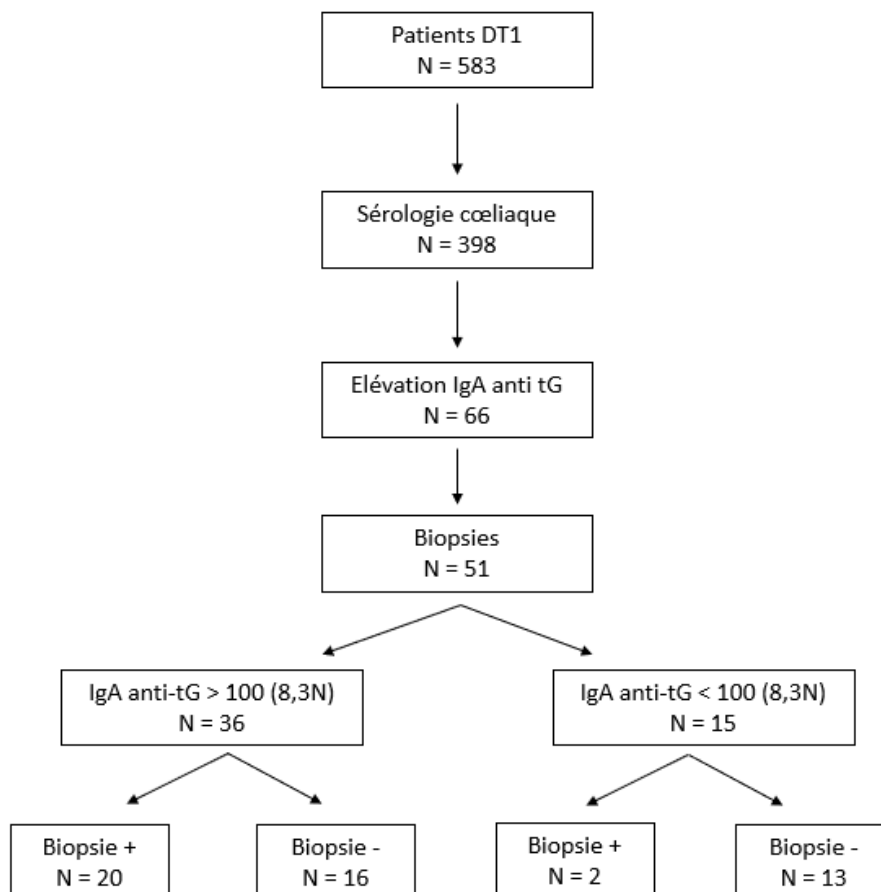 Patients DT1
N = 583
Sérologie cœliaque
N = 398
Elévation IgA anti tG
N = 66
Biopsies
N = 51
IgA anti-tG > 100 (8,3N)
N = 36
IgA anti-tG < 100 (8,3N)
N = 15
Biopsie +
N = 20
Biopsie -
N = 16
Biopsie +
N = 2
Biopsie -
N = 13